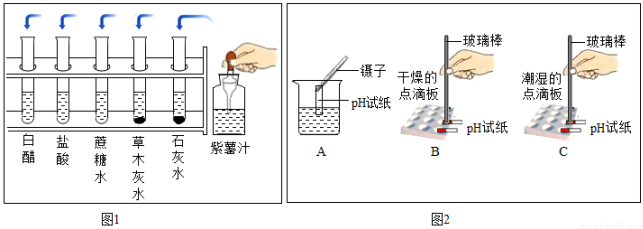 白醋
盐酸
蔗糖水
草木灰水
石灰水
紫薯汁
图1
镊子
pH试纸
A
玻璃棒
干燥的
点滴板
pH试纸
B
玻璃棒
潮湿的
点滴板
pH试纸
C
图2